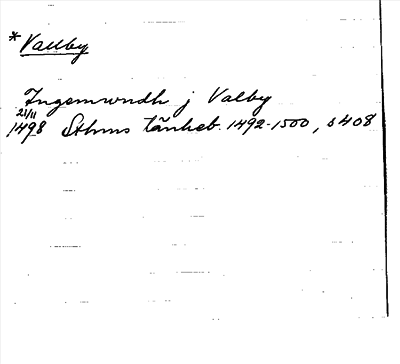 * Vallby
Ingemundh j Valby
21/11
1498 Sthms tänkeb. 1492-1500, s 408